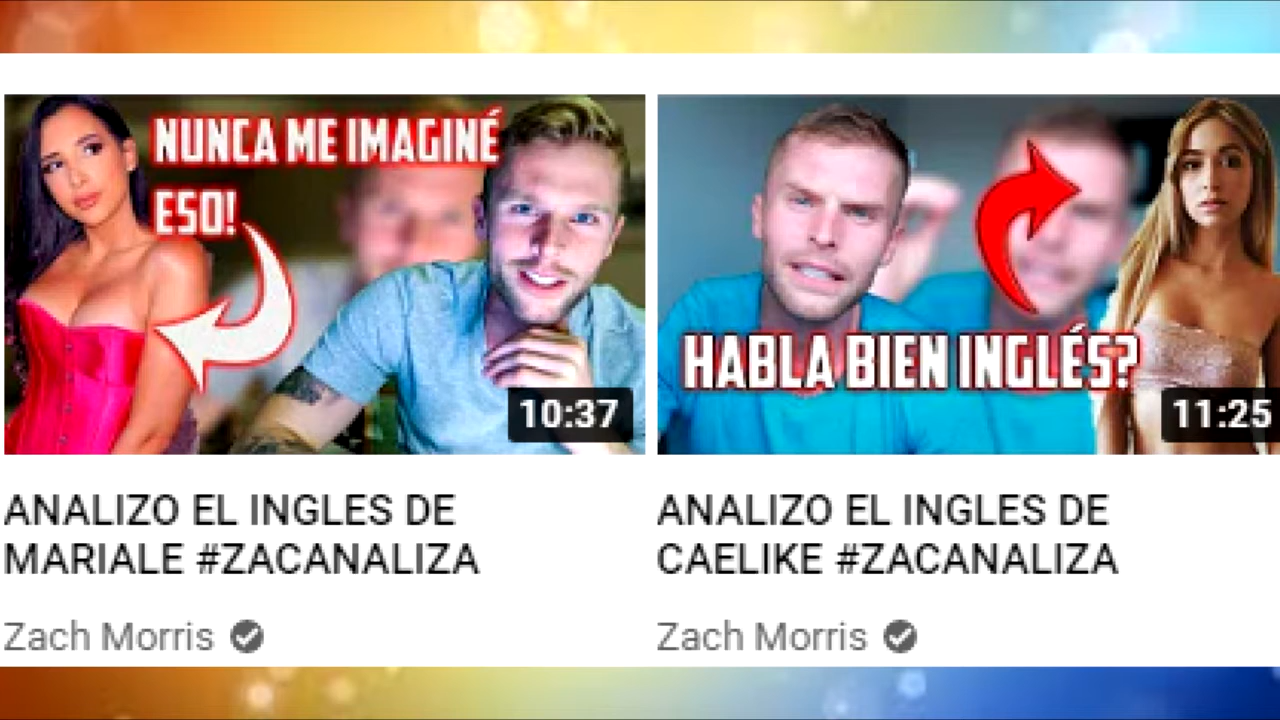 NUNCA ME IMAGINÉ
ESO!
10:37
ANALIZO EL INGLES DE
MARIALE #ZACANALIZA
Zach Morris
HABLA BIEN INGLÉS?
11:25
ANALIZO EL INGLES DE
CAELIKE #ZACANALIZA
Zach Morris